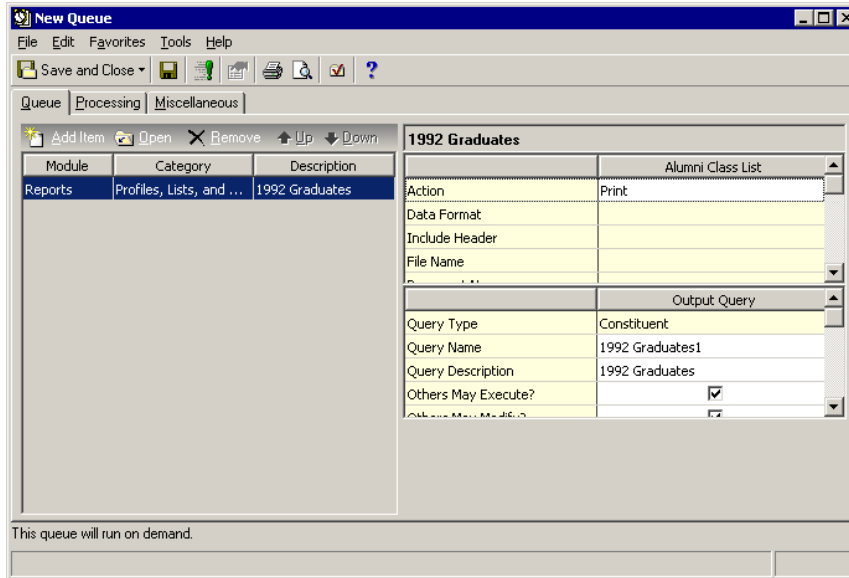 New Queue
File Edit Favorites Tools Help
Save and Close
Queue Processing Miscellaneous
Add Item Open Remove Up Down
1992 Graduates
Module Category Description
Reports Profiles, Lists, and ... 1992 Graduates
Alumni Class List
Action Print
Data Format
Include Header
File Name
Output Query
Query Type Constituent
Query Name 1992 Graduates1
Query Description 1992 Graduates
Others May Execute?
Others May Modify?
This queue will run on demand.